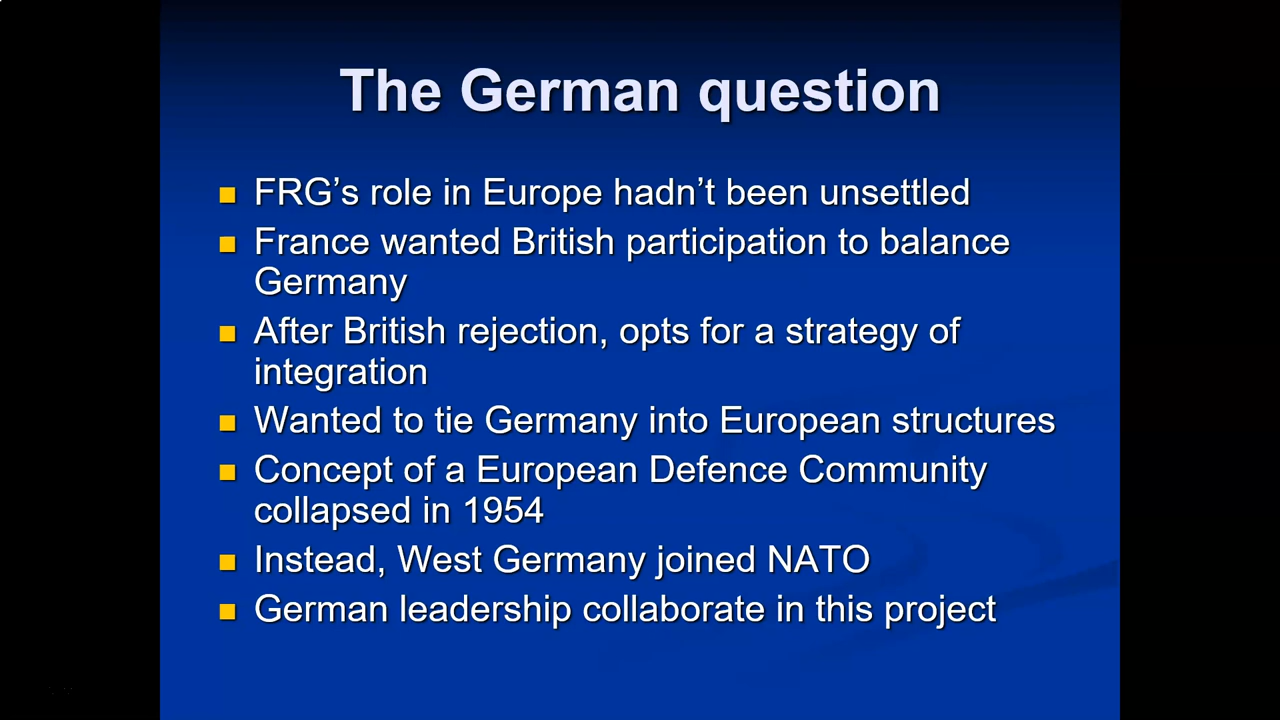 The German question
FRG’s role in Europe hadn’t been unsettled
France wanted British participation to balance
Germany
After British rejection, opts for a strategy of
integration
Wanted to tie Germany into European structures
Concept of a European Defence Community
collapsed in 1954
Instead, West Germany joined NATO
German leadership collaborate in this project